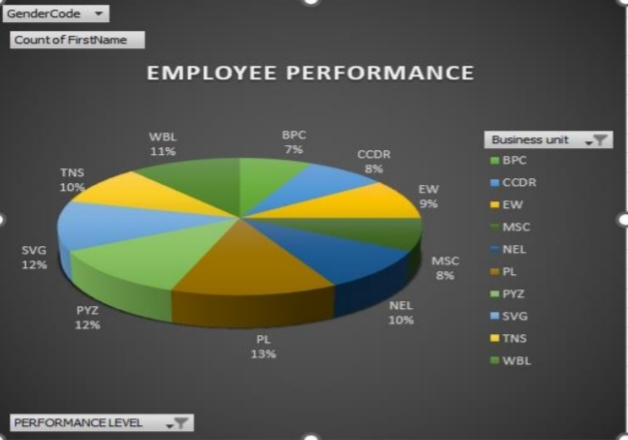 GenderCode
Count of FirstName
EMPLOYEE PERFORMANCE
WBL
11%
BPC
7%
CCDR
8%
EW
9%
MSC
8%
NEL
10%
PL
13%
PYZ
12%
SVG
12%
TNS
10%
Business unit
BPC
CCDR
EW
MSC
NEL
PL
PYZ
SVG
TNS
WBL
PERFORMANCE LEVEL